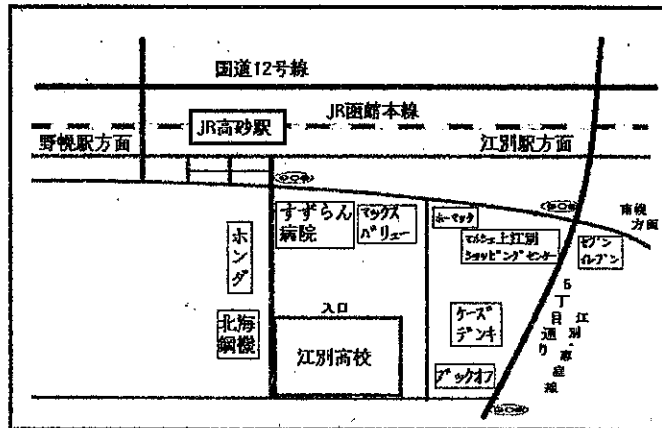 国道12号線
JR函館本線
JR高砂駅
野幌駅方面
江別駅方面
すずらん
病院
マックス
バリュー
ホーマック
マルシェ上江別
ショッピングセンター
セブン
イレブン
南幌
方面
ホンダ
北海
鋼機
入口
江別高校
ケーズ
デンキ
ブックオフ
5丁目通り